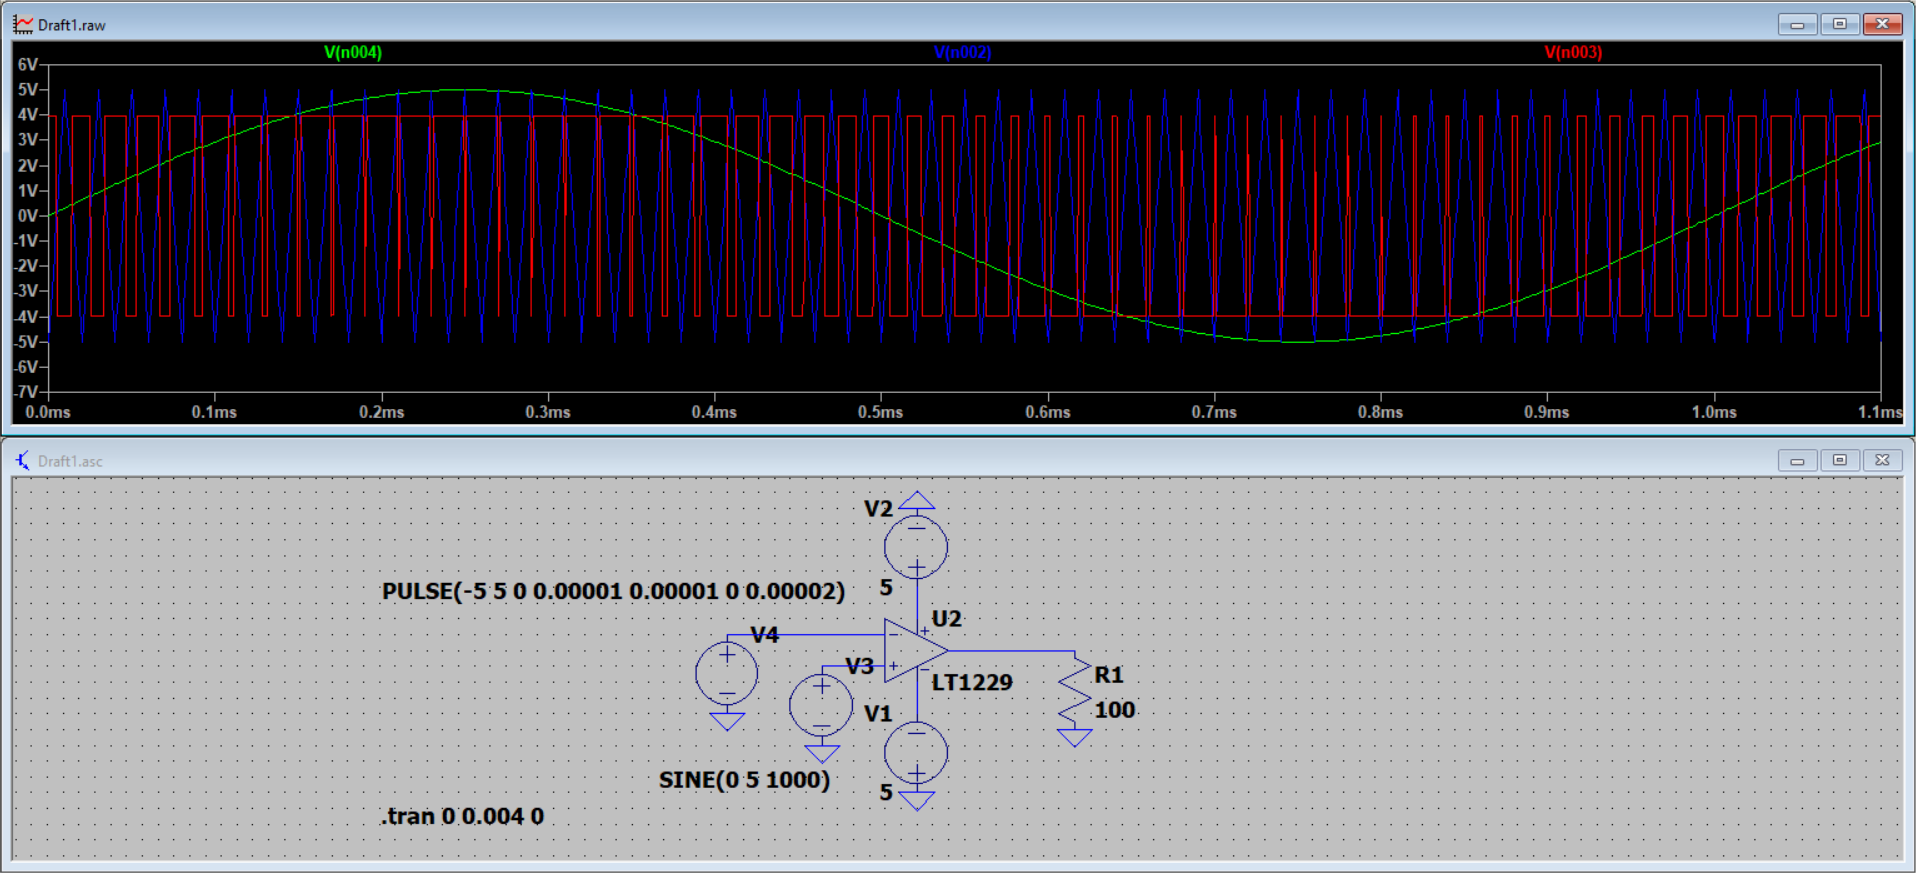 Draft1.raw
V(n004) V(n002) V(n003)
6V
5V
4V
3V
2V
1V
0V
-1V
-2V
-3V
-4V
-5V
-6V
-7V
0.0ms 0.1ms 0.2ms 0.3ms 0.4ms 0.5ms 0.6ms 0.7ms 0.8ms 0.9ms 1.0ms 1.1ms
Draft1.asc
V2
5
PULSE(-5 5 0 0.00001 0.00001 0 0.00002)
U2
V4
V3
LT1229
R1
100
V1
SINE(0 5 1000)
5
.tran 0 0.004 0